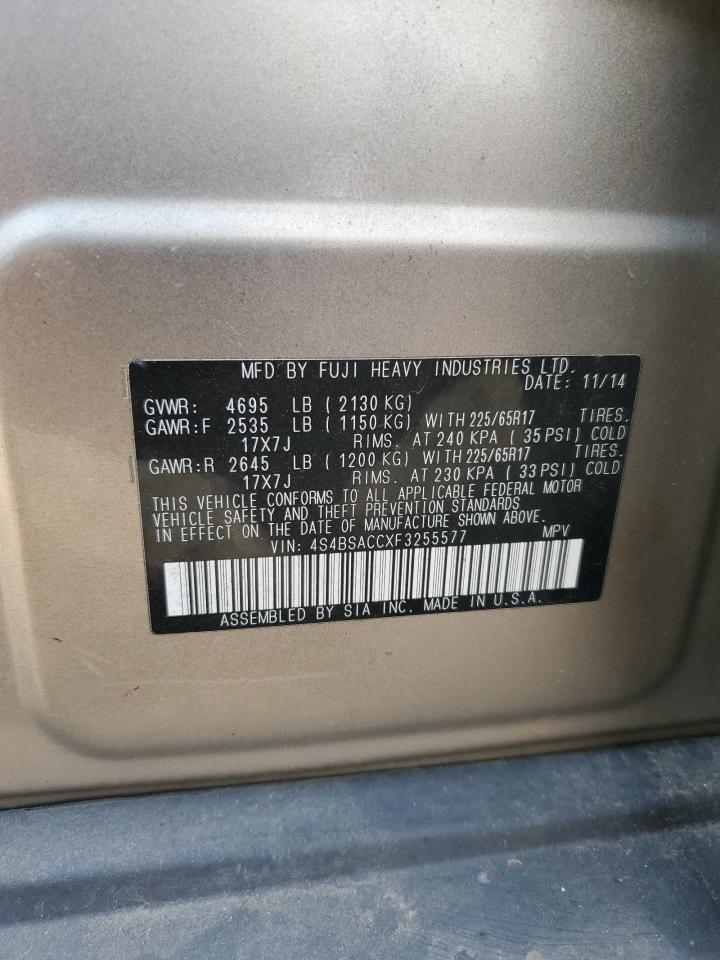 MFD BY FUJI HEAVY INDUSTRIES LTD.
DATE: 11/14
GVWR: 4695 LB ( 2130 KG)
GAWR:F 2535 LB ( 1150 KG) WITH 225/65R17 TIRES.
17X7J RIMS. AT 240 KPA ( 35 PSI) COLD
GAWR:R 2645 LB ( 1200 KG) WITH 225/65R17 TIRES.
17X7J RIMS. AT 230 KPA ( 33 PSI) COLD
THIS VEHICLE CONFORMS TO ALL APPLICABLE FEDERAL MOTOR
VEHICLE SAFETY AND THEFT PREVENTION STANDARDS
IN EFFECT ON THE DATE OF MANUFACTURE SHOWN ABOVE.
VIN: 4S4BSACCXF3255577 MPV
ASSEMBLED BY SIA INC. MADE IN U.S.A.